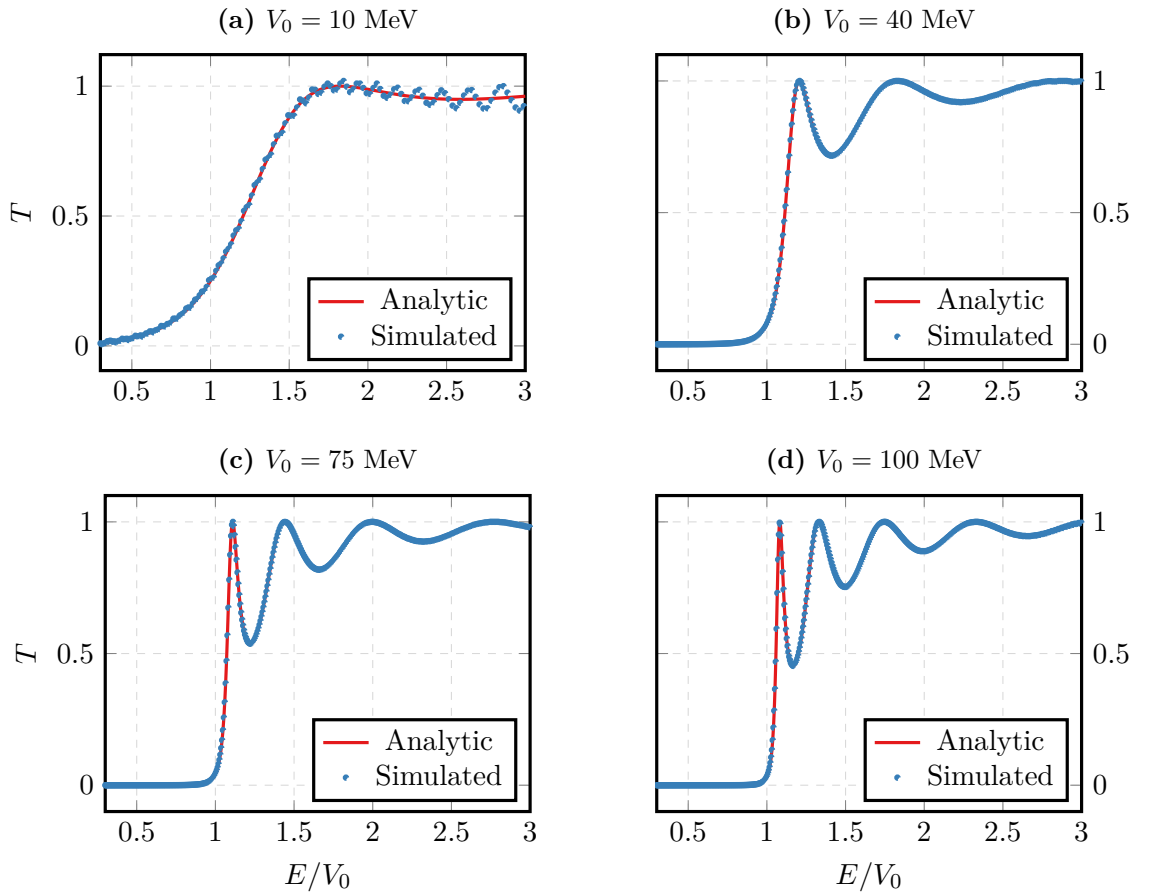 (a) V₀ = 10 MeV
1
0.5
0
T
0.5 1 1.5 2 2.5 3
Analytic
Simulated
(b) V₀ = 40 MeV
1
0.5
0
0.5 1 1.5 2 2.5 3
Analytic
Simulated
(c) V₀ = 75 MeV
1
0.5
0
T
0.5 1 1.5 2 2.5 3
E/V₀
Analytic
Simulated
(d) V₀ = 100 MeV
1
0.5
0
0.5 1 1.5 2 2.5 3
E/V₀
Analytic
Simulated